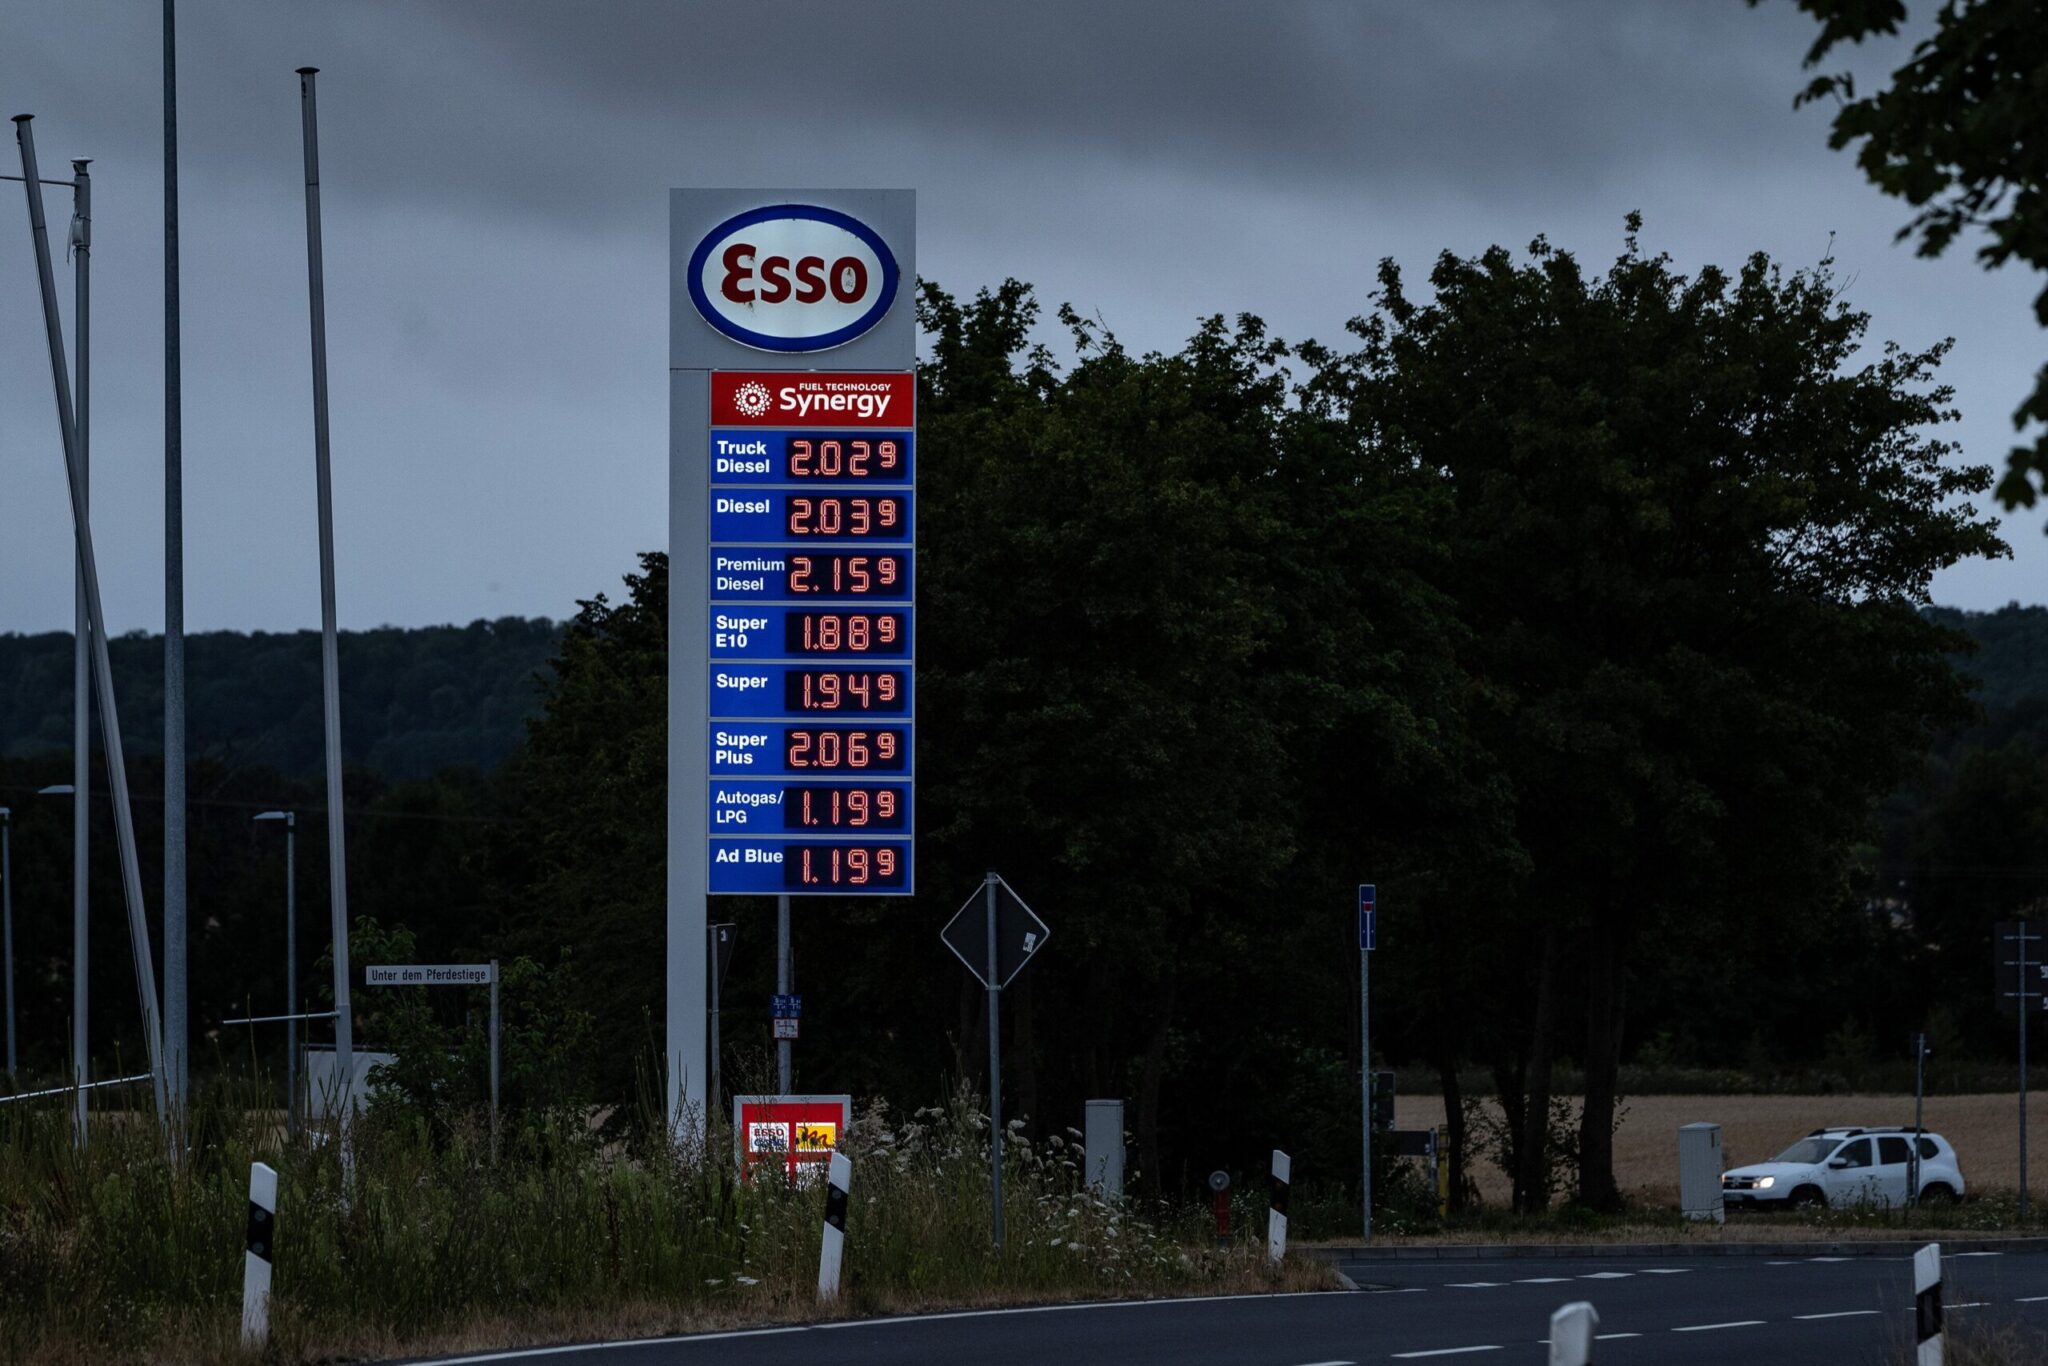 Esso
FUEL TECHNOLOGY
Synergy
Truck
Diesel
2.029
Diesel
2.039
Premium
Diesel
2.159
Super
E10
1.889
Super
1.949
Super
Plus
2.069
Autogas/
LPG
1.199
Ad Blue
1.199
Unter dem Pferdestiege
ESSO